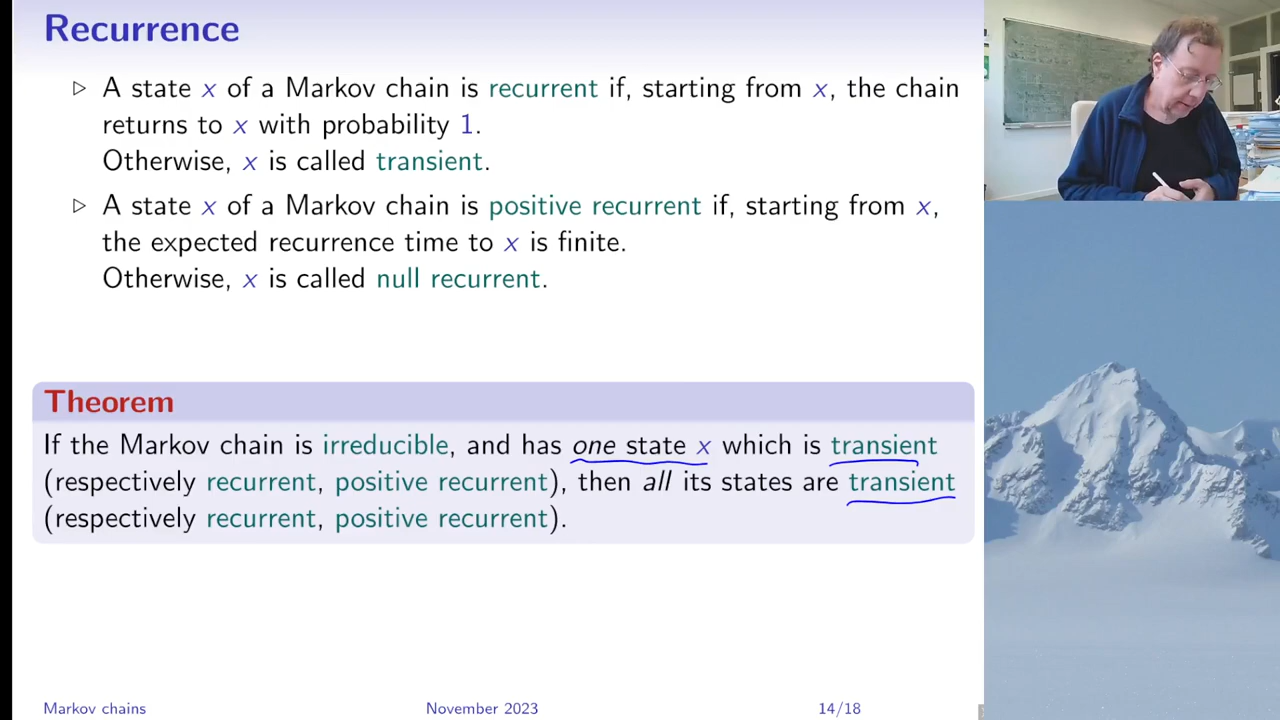 Recurrence
▷ A state x of a Markov chain is recurrent if, starting from x, the chain
returns to x with probability 1.
Otherwise, x is called transient.
▷ A state x of a Markov chain is positive recurrent if, starting from x,
the expected recurrence time to x is finite.
Otherwise, x is called null recurrent.
Theorem
If the Markov chain is irreducible, and has one state x which is transient
(respectively recurrent, positive recurrent), then all its states are transient
(respectively recurrent, positive recurrent).
Markov chains November 2023 14/18